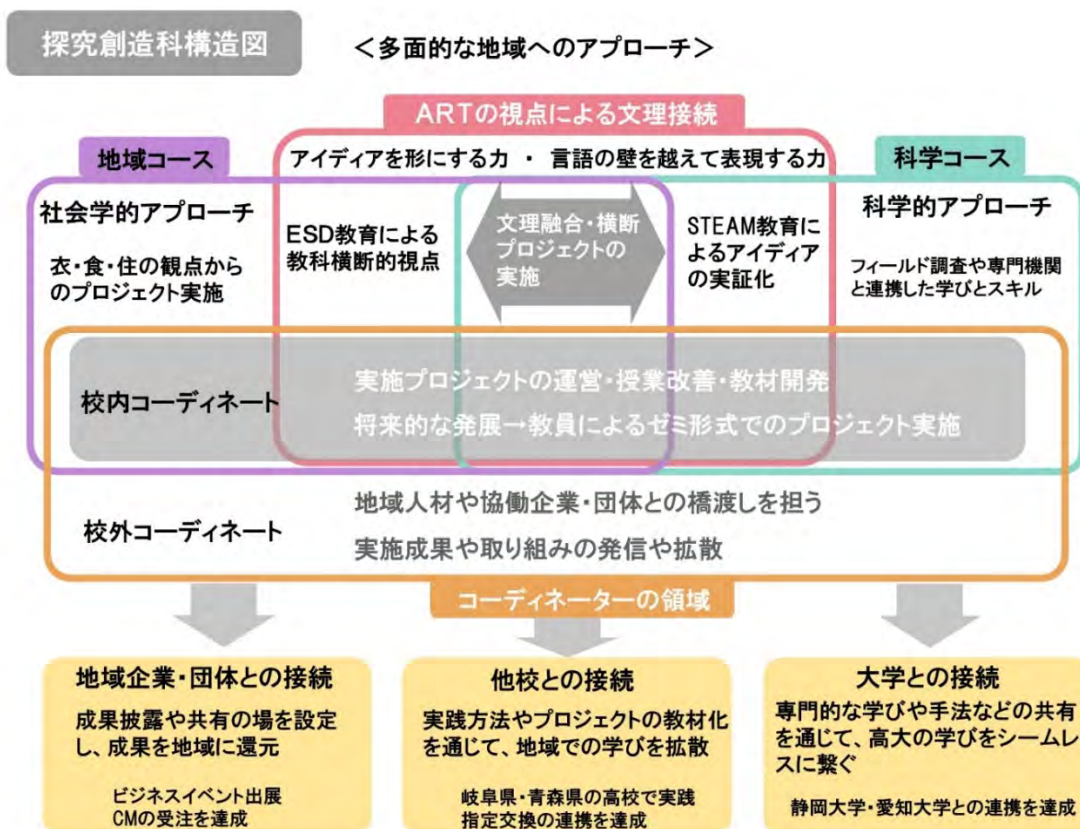 探究創造科構造図
＜多面的な地域へのアプローチ＞
ARTの視点による文理接続
地域コース
アイディアを形にする力 ・ 言語の壁を越えて表現する力
科学コース
社会学的アプローチ
衣・食・住の観点から
のプロジェクト実施
ESD教育による
教科横断的視点
文理融合・横断
プロジェクトの
実施
STEAM教育に
よるアイディア
の実証化
科学的アプローチ
フィールド調査や専門機関
と連携した学びとスキル
校内コーディネート
実施プロジェクトの運営・授業改善・教材開発
将来的な発展→教員によるゼミ形式でのプロジェクト実施
校外コーディネート
地域人材や協働企業・団体との橋渡しを担う
実施成果や取り組みの発信や拡散
コーディネーターの領域
地域企業・団体との接続
成果披露や共有の場を設定
し、成果を地域に還元
ビジネスイベント出展
CMの受注を達成
他校との接続
実践方法やプロジェクトの教材化
を通じて、地域での学びを拡散
岐阜県・青森県の高校で実践
指定交換の連携を達成
大学との接続
専門的な学びや手法などの共有
を通じて、高大の学びをシームレ
スに繋ぐ
静岡大学・愛知大学との連携を達成